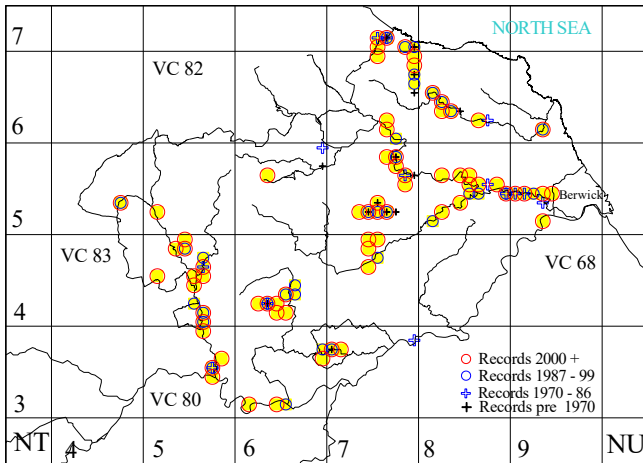 NORTH SEA
7
VC 82
6
Berwick
5
VC 83
VC 68
4
Records 2000 +
Records 1987 - 99
Records 1970 - 86
Records pre 1970
VC 80
3
NT 4 5 6 7 8 9 NU